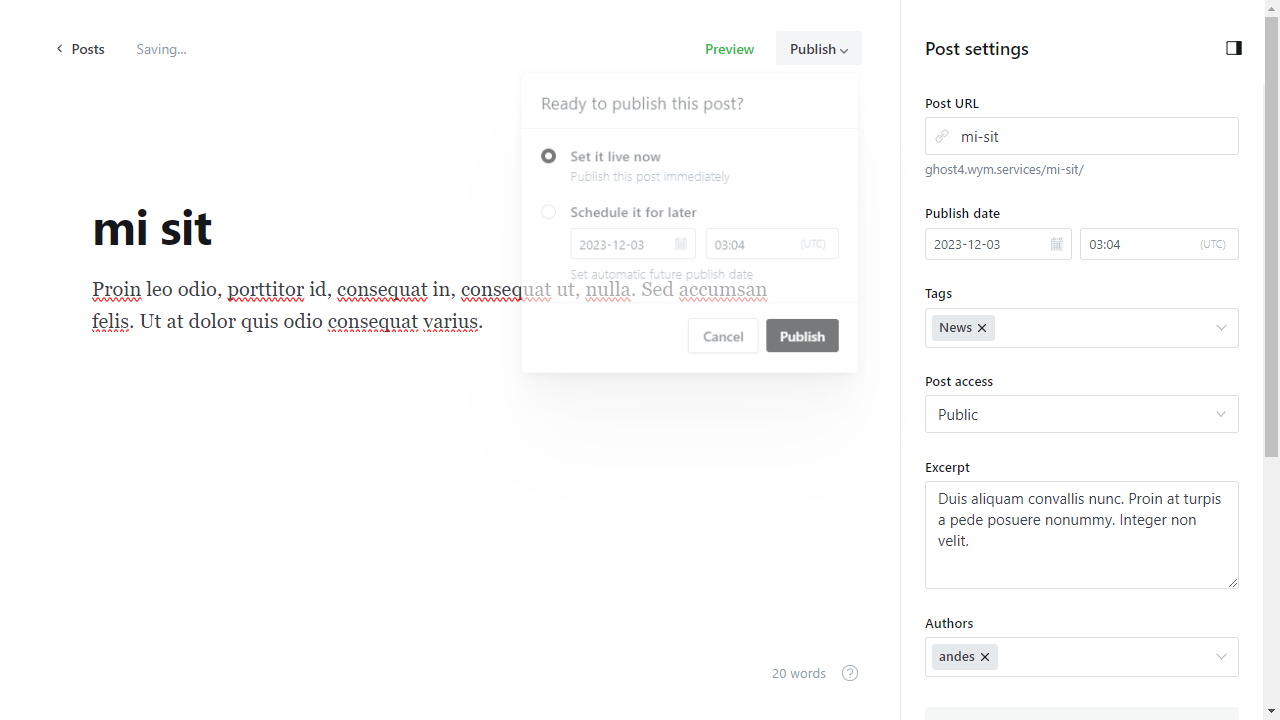 Posts
Saving...
Preview
Publish
Ready to publish this post?
Set it live now
Publish this post immediately
Schedule it for later
2023-12-03
03:04
(UTC)
Set automatic future publish date
Cancel
Publish
mi sit
Proin leo odio, porttitor id, consequat in, consequat ut, nulla. Sed accumsan
felis. Ut at dolor quis odio consequat varius.
20 words
?
Post settings
Post URL
mi-sit
ghost4.wym.services/mi-sit/
Publish date
2023-12-03
03:04
(UTC)
Tags
News
Post access
Public
Excerpt
Duis aliquam convallis nunc. Proin at turpis
a pede posuere nonummy. Integer non
velit.
Authors
andes